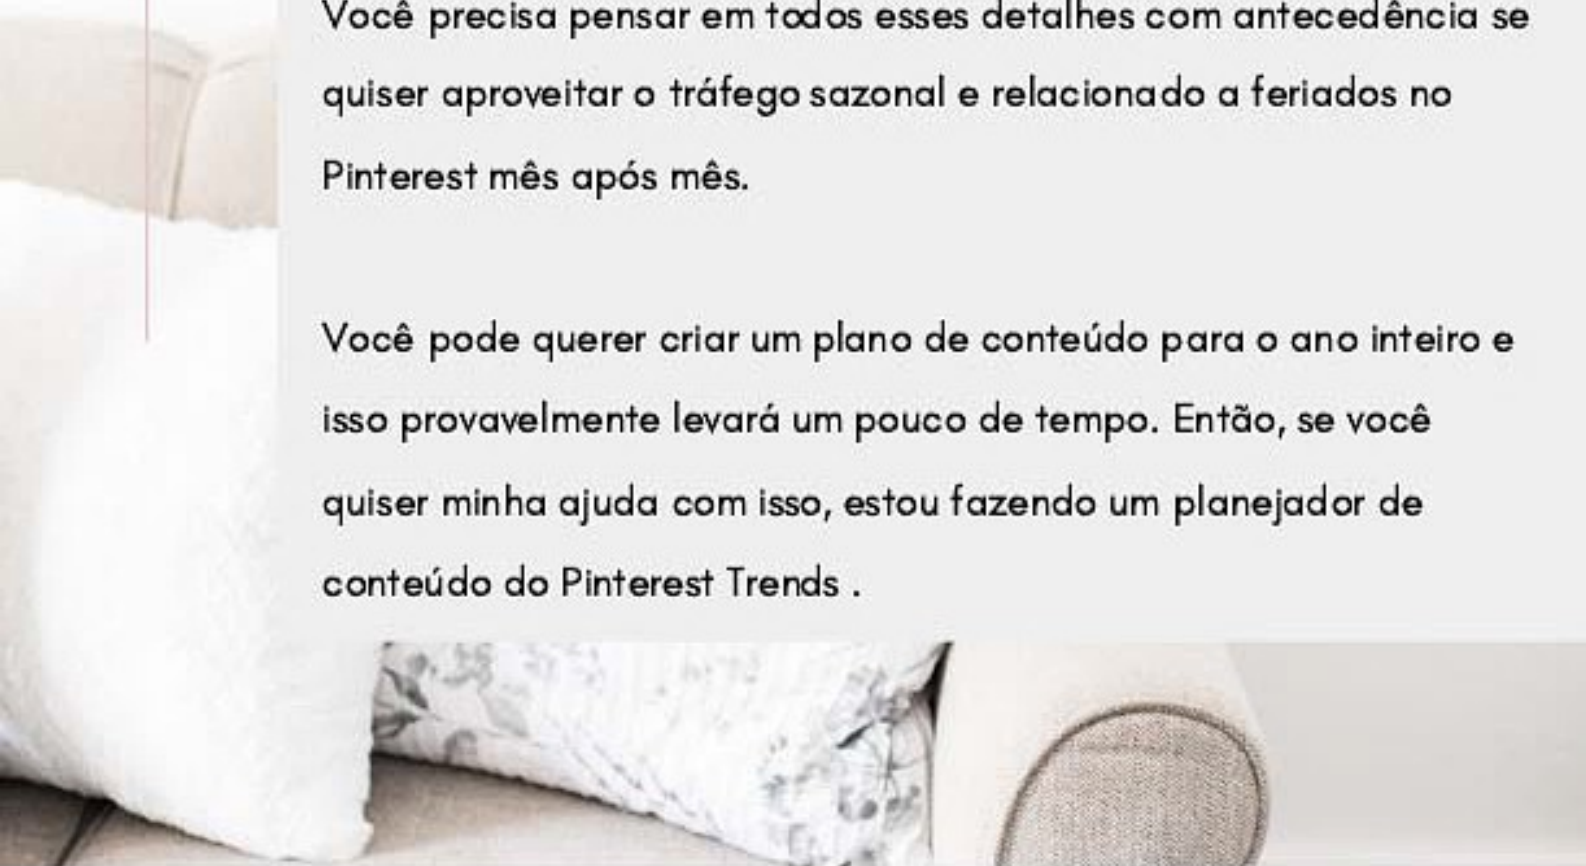 Você precisa pensar em todos esses detalhes com antecedência se
quiser aproveitar o tráfego sazonal e relacionado a feriados no
Pinterest mês após mês.
Você pode querer criar um plano de conteúdo para o ano inteiro e
isso provavelmente levará um pouco de tempo. Então, se você
quiser minha ajuda com isso, estou fazendo um planejador de
conteúdo do Pinterest Trends .